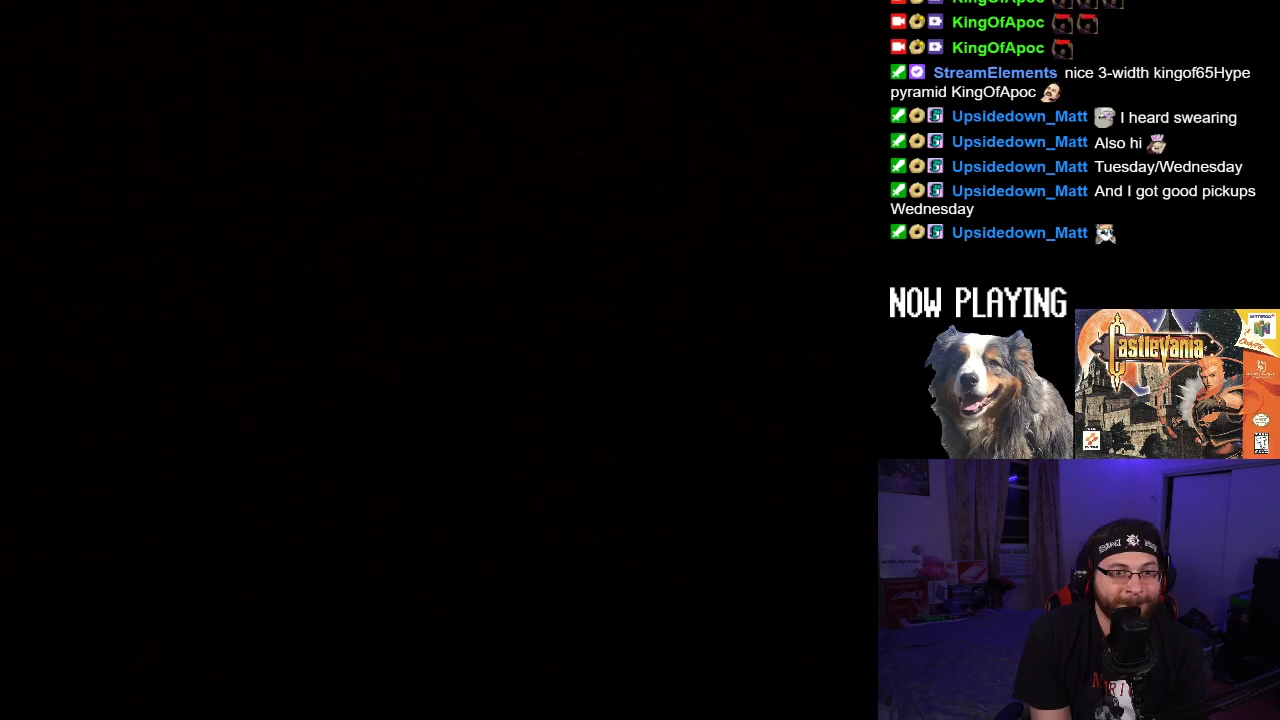 KingOfApoc
KingOfApoc
KingOfApoc
StreamElements nice 3-width kingof65Hype
pyramid KingOfApoc
Upsidedown_Matt I heard swearing
Upsidedown_Matt Also hi
Upsidedown_Matt Tuesday/Wednesday
Upsidedown_Matt And I got good pickups
Wednesday
Upsidedown_Matt
NOW PLAYING
Castlevania